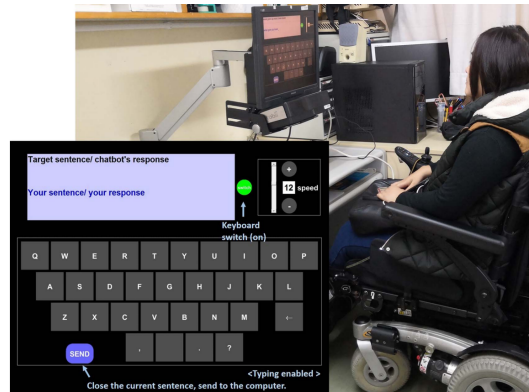 Target sentence/ chatbot's response
Your sentence/ your response
switch
12 speed
+
-
Keyboard
switch (on)
Q W E R T Y U I O P
A S D F G H J K L
Z X C V B N M ←
SEND , . ?
<Typing enabled >
Close the current sentence, send to the computer.